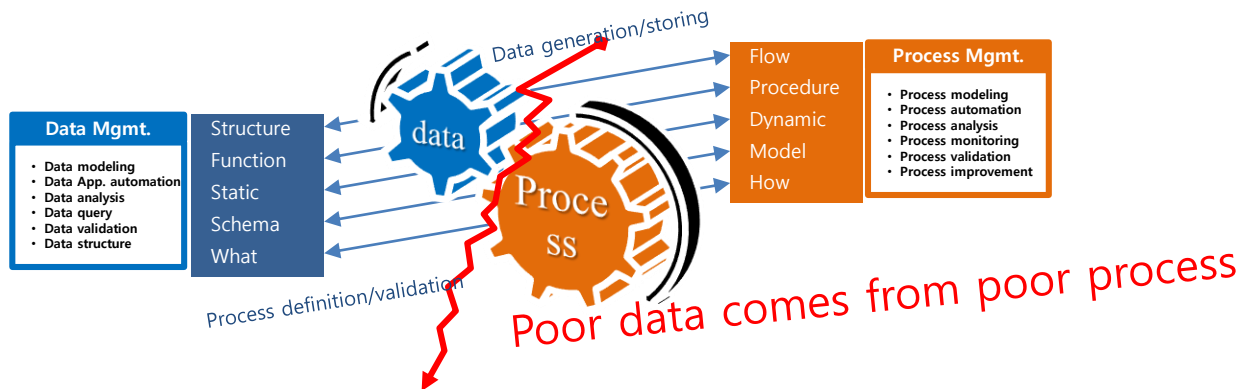 Data generation/storing
Data Mgmt.
• Data modeling
• Data App. automation
• Data analysis
• Data query
• Data validation
• Data structure
Structure
Function
Static
Schema
What
data
Proce
ss
Flow
Procedure
Dynamic
Model
How
Process Mgmt.
• Process modeling
• Process automation
• Process analysis
• Process monitoring
• Process validation
• Process improvement
Process definition/validation
Poor data comes from poor process